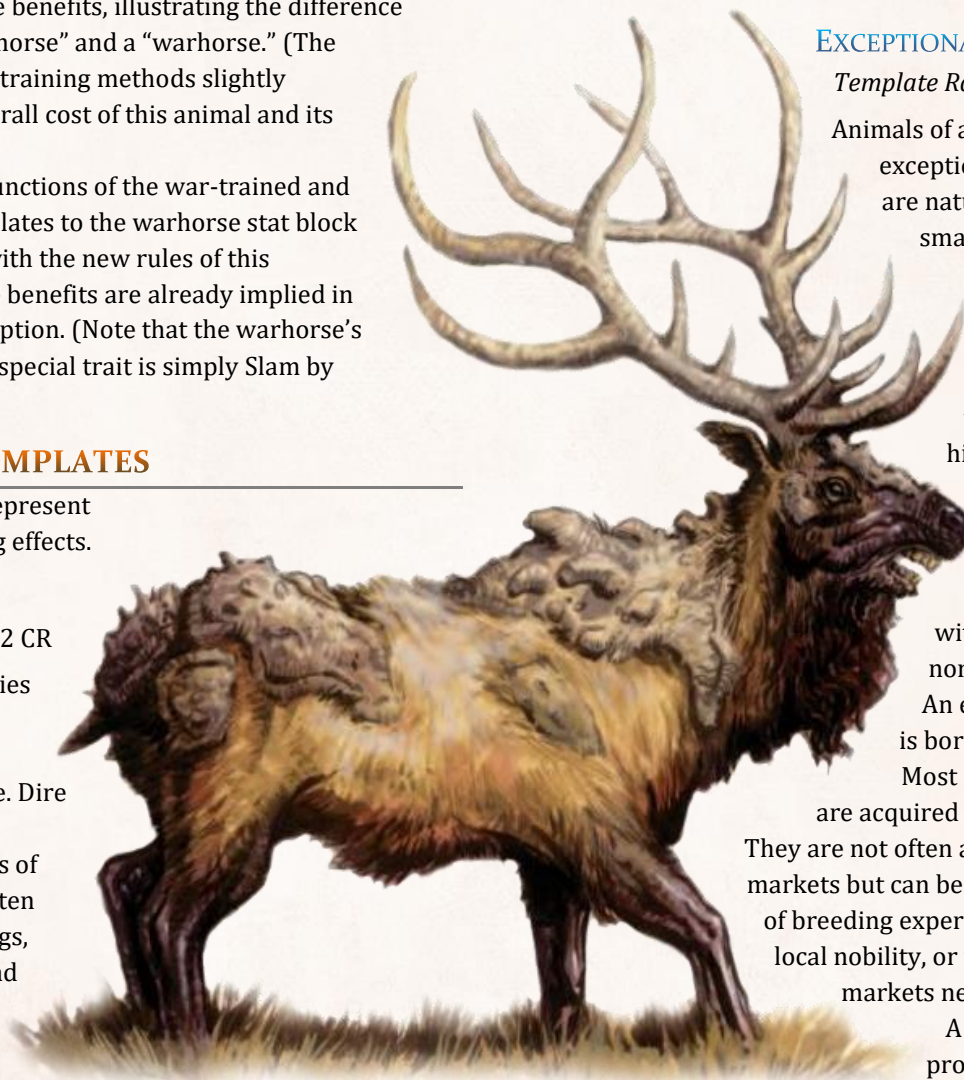 e benefits, illustrating the difference
horse” and a “warhorse.” (The
training methods slightly
rall cost of this animal and its
unctions of the war-trained and
lates to the warhorse stat block
with the new rules of this
e benefits are already implied in
ption. (Note that the warhorse’s
special trait is simply Slam by
MPLATES
epresent
g effects.
2 CR
ies
e. Dire
s of
ten
gs,
nd
EXCEPTIONA
Template Ra
Animals of a
exceptio
are natu
sma
hi
wit
nor
An e
is bor
Most
are acquired
They are not often a
markets but can be
of breeding exper
local nobility, or
markets ne
A
pro